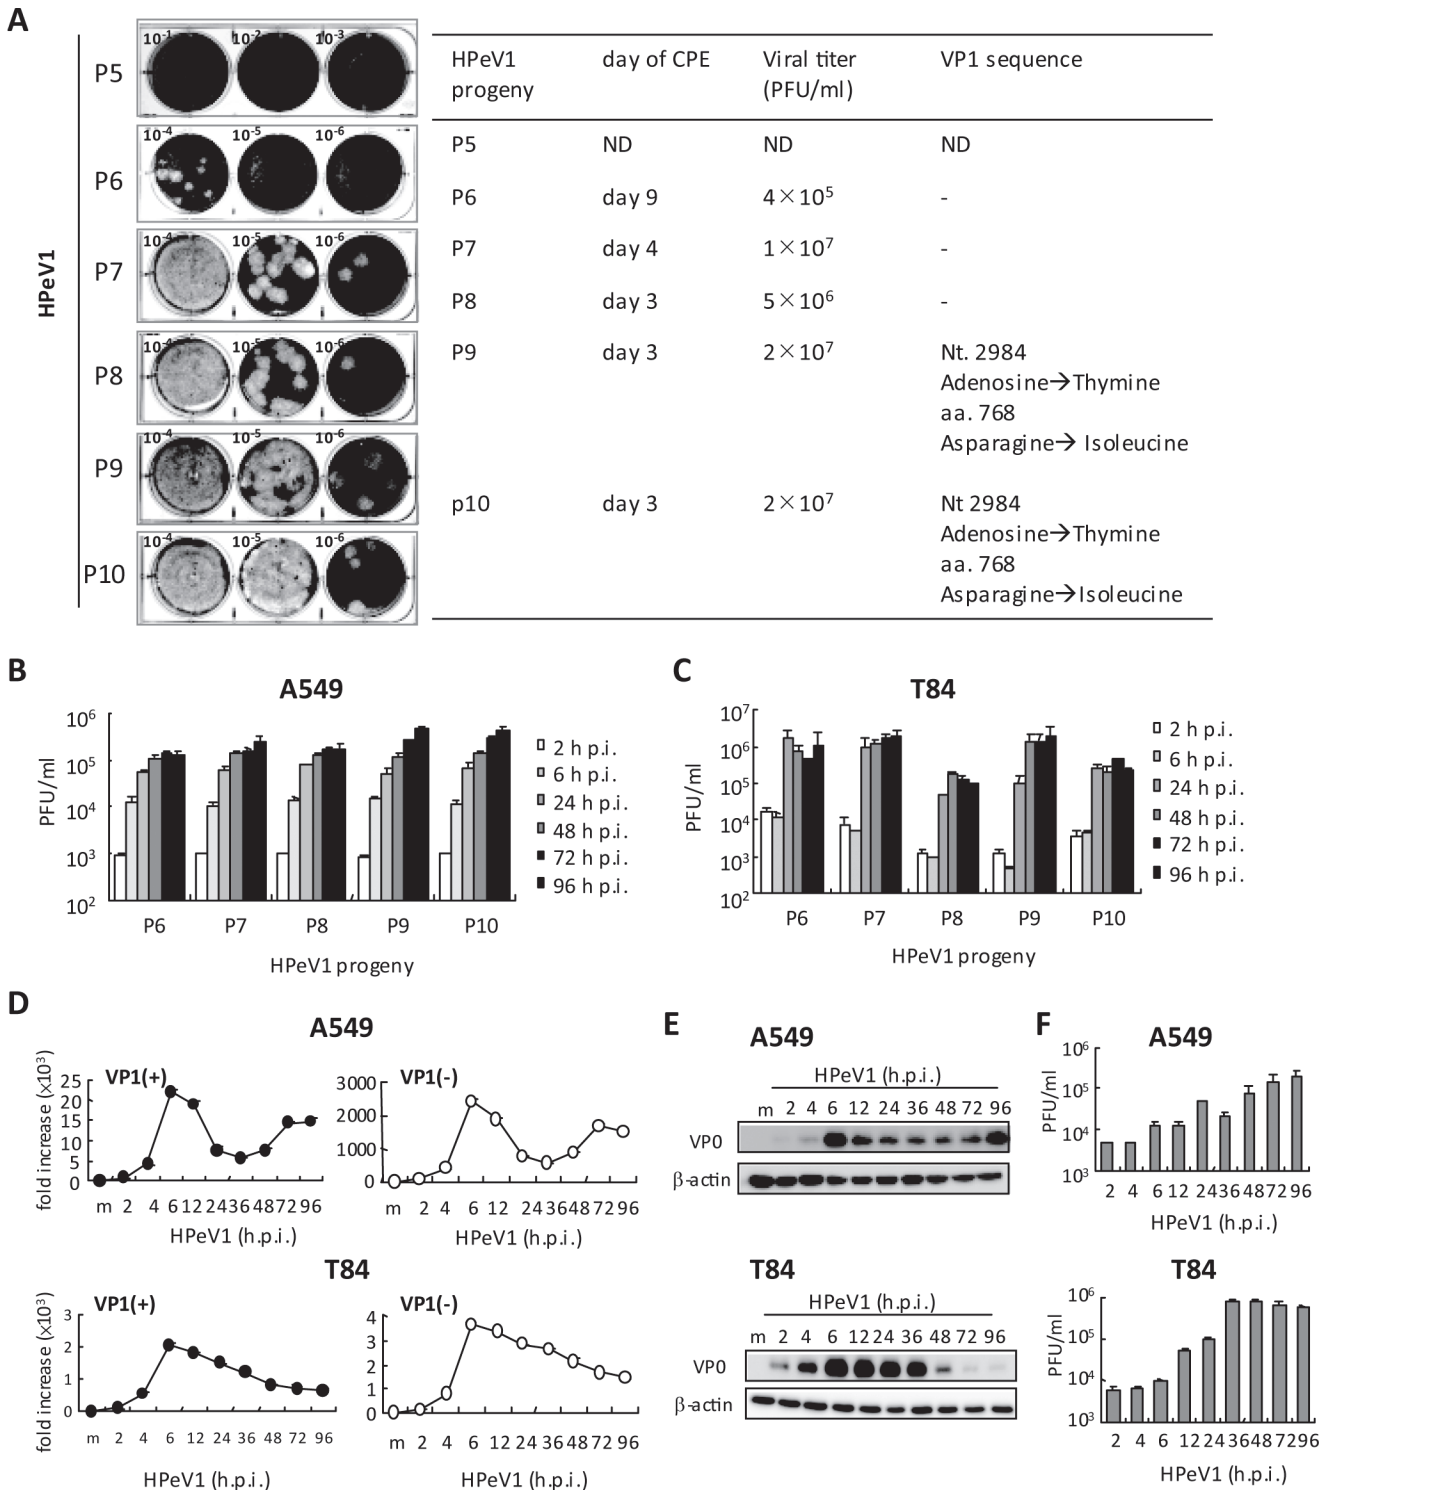 A
HPeV1
P5
10-1
10-2
10-3
P6
10-4
10-5
10-6
P7
10-4
10-5
10-6
P8
10-4
10-5
10-6
P9
10-4
10-5
10-6
P10
10-4
10-5
10-6
HPeV1 progeny day of CPE Viral titer (PFU/ml) VP1 sequence
P5 ND ND ND
P6 day 9 4×10⁵ -
P7 day 4 1×10⁷ -
P8 day 3 5×10⁶ -
P9 day 3 2×10⁷ Nt. 2984
Adenosine→Thymine
aa. 768
Asparagine→ Isoleucine
p10 day 3 2×10⁷ Nt 2984
Adenosine→Thymine
aa. 768
Asparagine→Isoleucine
B
A549
PFU/ml
10⁶
10⁵
10⁴
10³
10²
P6 P7 P8 P9 P10
HPeV1 progeny
2 h p.i.
6 h p.i.
24 h p.i.
48 h p.i.
72 h p.i.
96 h p.i.
C
T84
PFU/ml
10⁷
10⁶
10⁵
10⁴
10³
10²
P6 P7 P8 P9 P10
HPeV1 progeny
2 h p.i.
6 h p.i.
24 h p.i.
48 h p.i.
72 h p.i.
96 h p.i.
D
A549
fold increase (x10³)
VP1(+)
25
20
15
10
5
0
m 2 4 6 12 24 36 48 72 96
HPeV1 (h.p.i.)
VP1(-)
3000
2000
1000
0
m 2 4 6 12 24 36 48 72 96
HPeV1 (h.p.i.)
T84
fold increase (x10³)
VP1(+)
3
2
1
0
m 2 4 6 12 24 36 48 72 96
HPeV1 (h.p.i.)
VP1(-)
4
3
2
1
0
m 2 4 6 12 24 36 48 72 96
HPeV1 (h.p.i.)
E
A549
HPeV1 (h.p.i.)
m 2 4 6 12 24 36 48 72 96
VP0
β-actin
T84
HPeV1 (h.p.i.)
m 2 4 6 12 24 36 48 72 96
VP0
β-actin
F
A549
PFU/ml
10⁶
10⁵
10⁴
10³
2 4 6 12 24 36 48 72 96
HPeV1 (h.p.i.)
T84
PFU/ml
10⁶
10⁵
10⁴
10³
2 4 6 12 24 36 48 72 96
HPeV1 (h.p.i.)